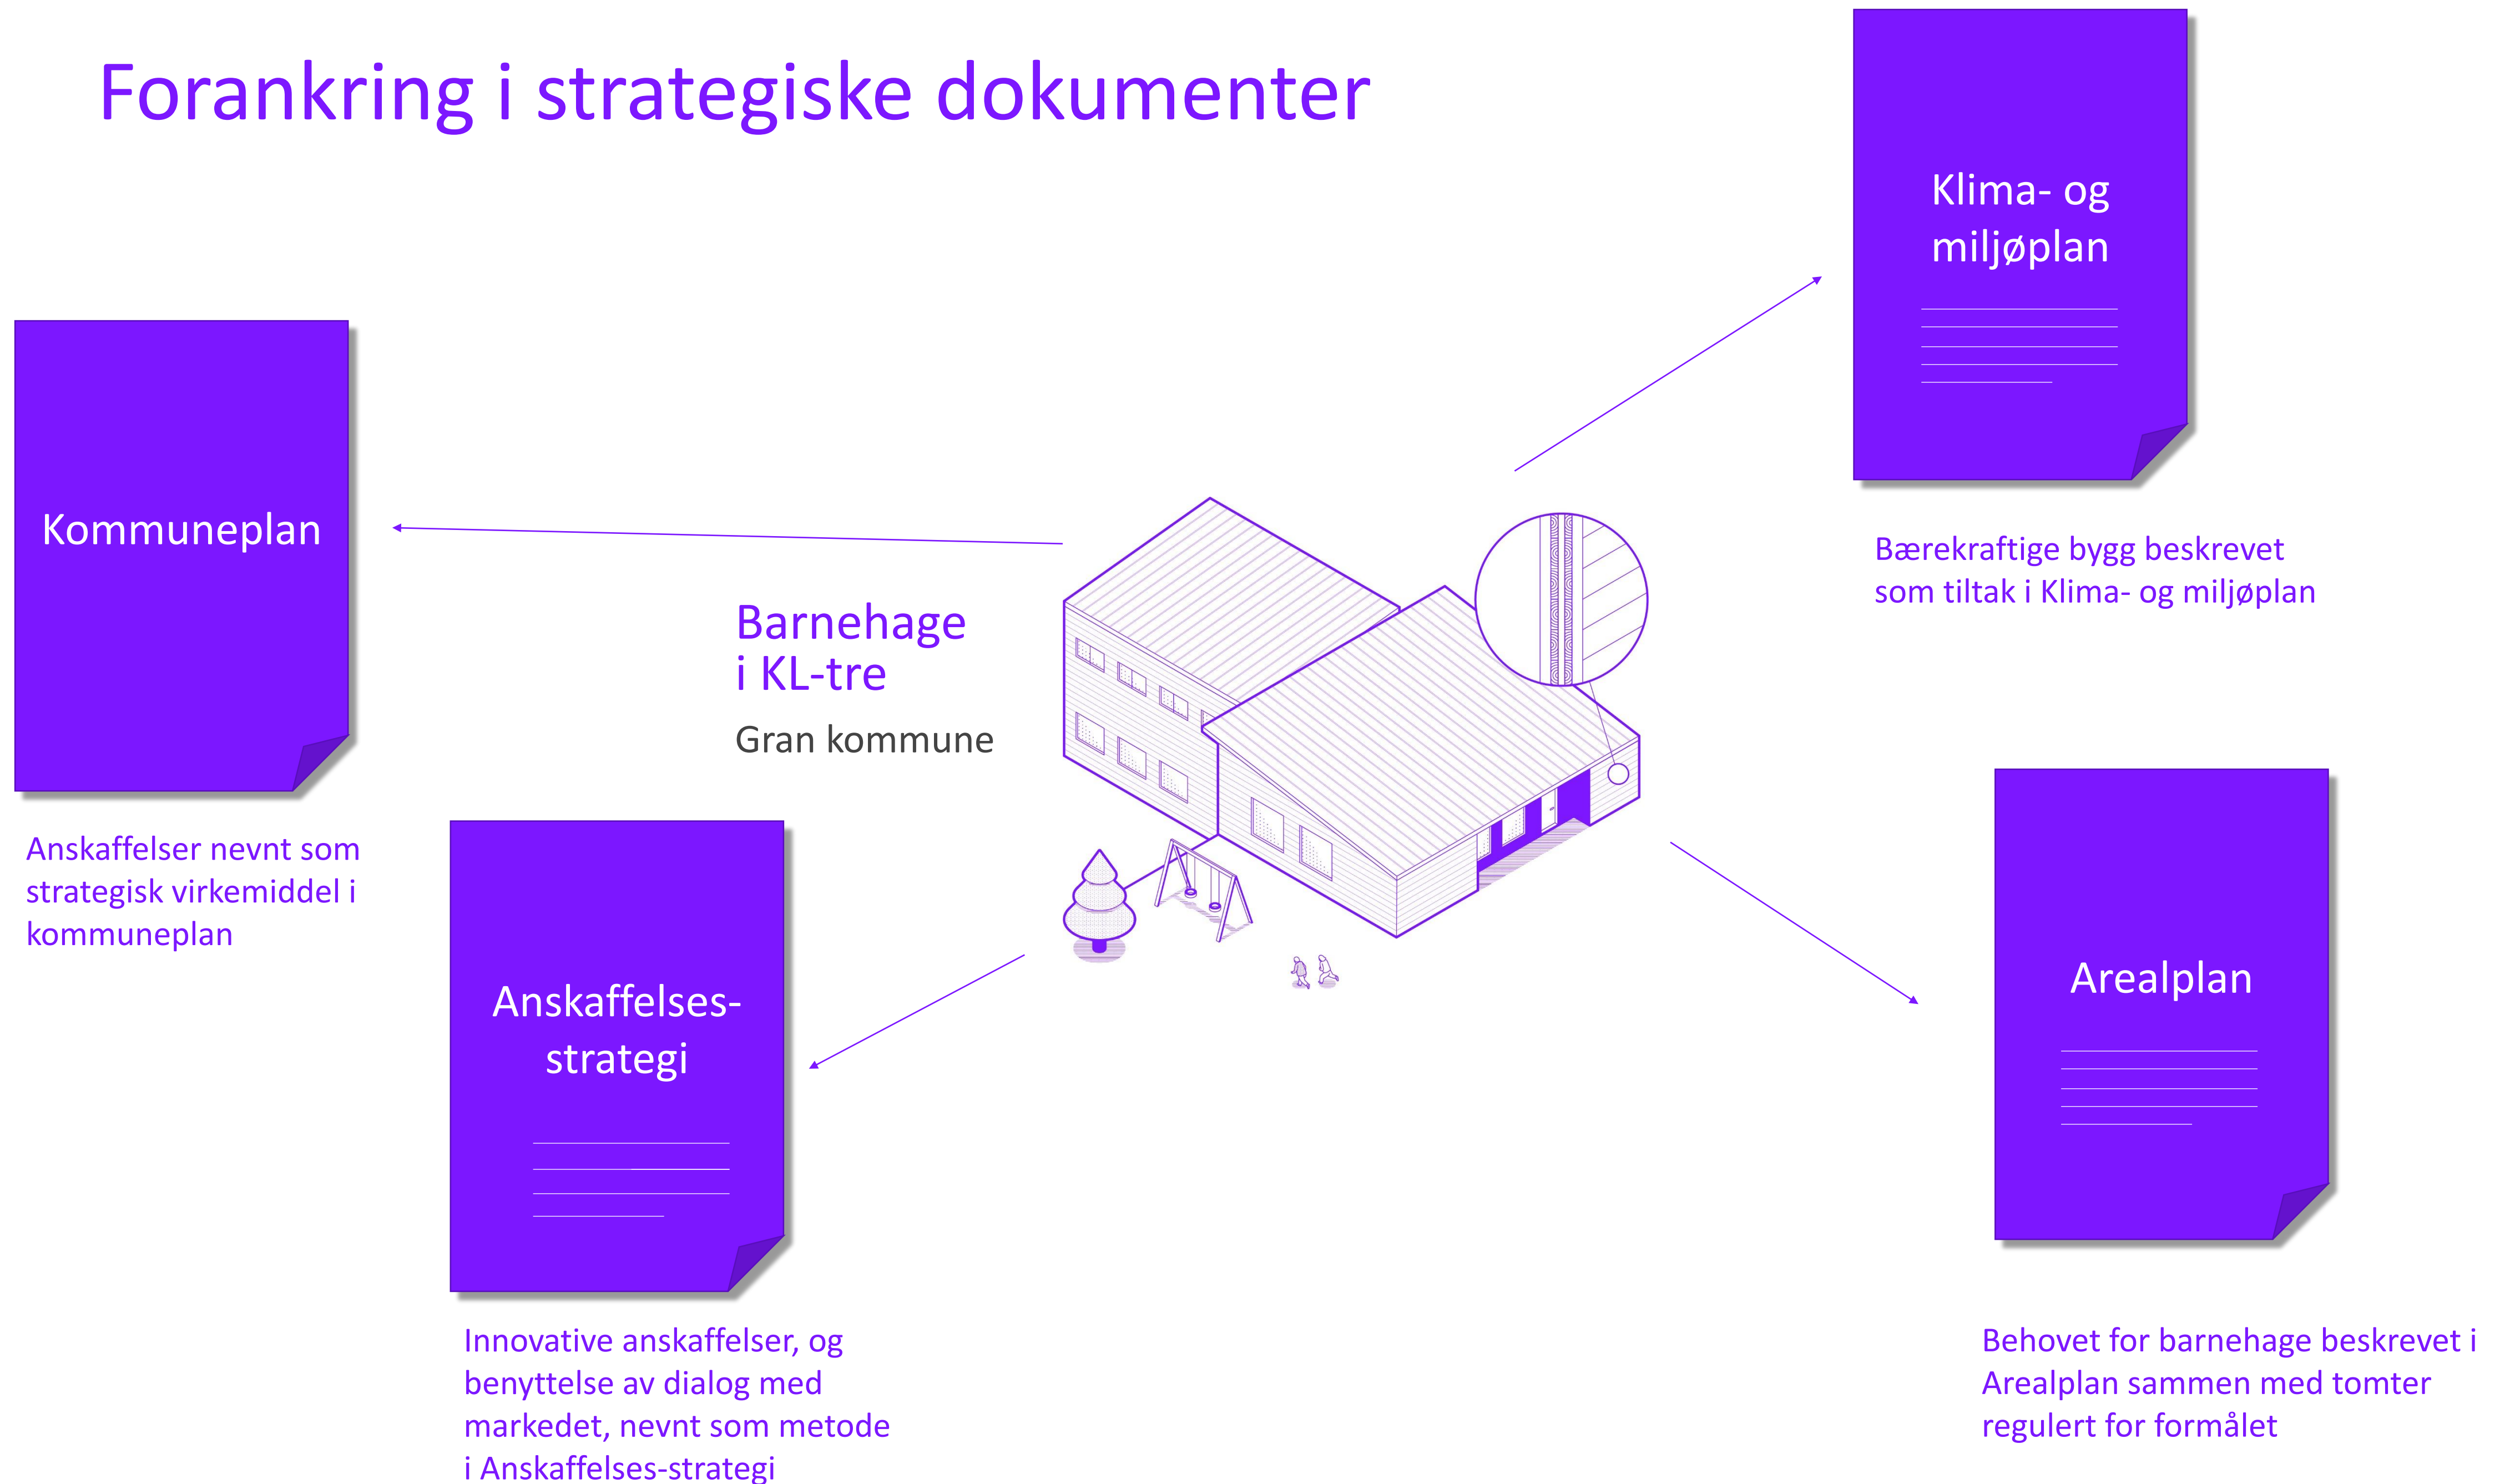 Forankring i strategiske dokumenter
Klima- og
miljøplan
Bærekraftige bygg beskrevet
som tiltak i Klima- og miljøplan
Kommuneplan
Anskaffelser nevnt som
strategisk virkemiddel i
kommuneplan
Barnehage
i KL-tre
Gran kommune
Anskaffelses-
strategi
Innovative anskaffelser, og
benyttelse av dialog med
markedet, nevnt som metode
i Anskaffelses-strategi
Arealplan
Behovet for barnehage beskrevet i
Arealplan sammen med tomter
regulert for formålet